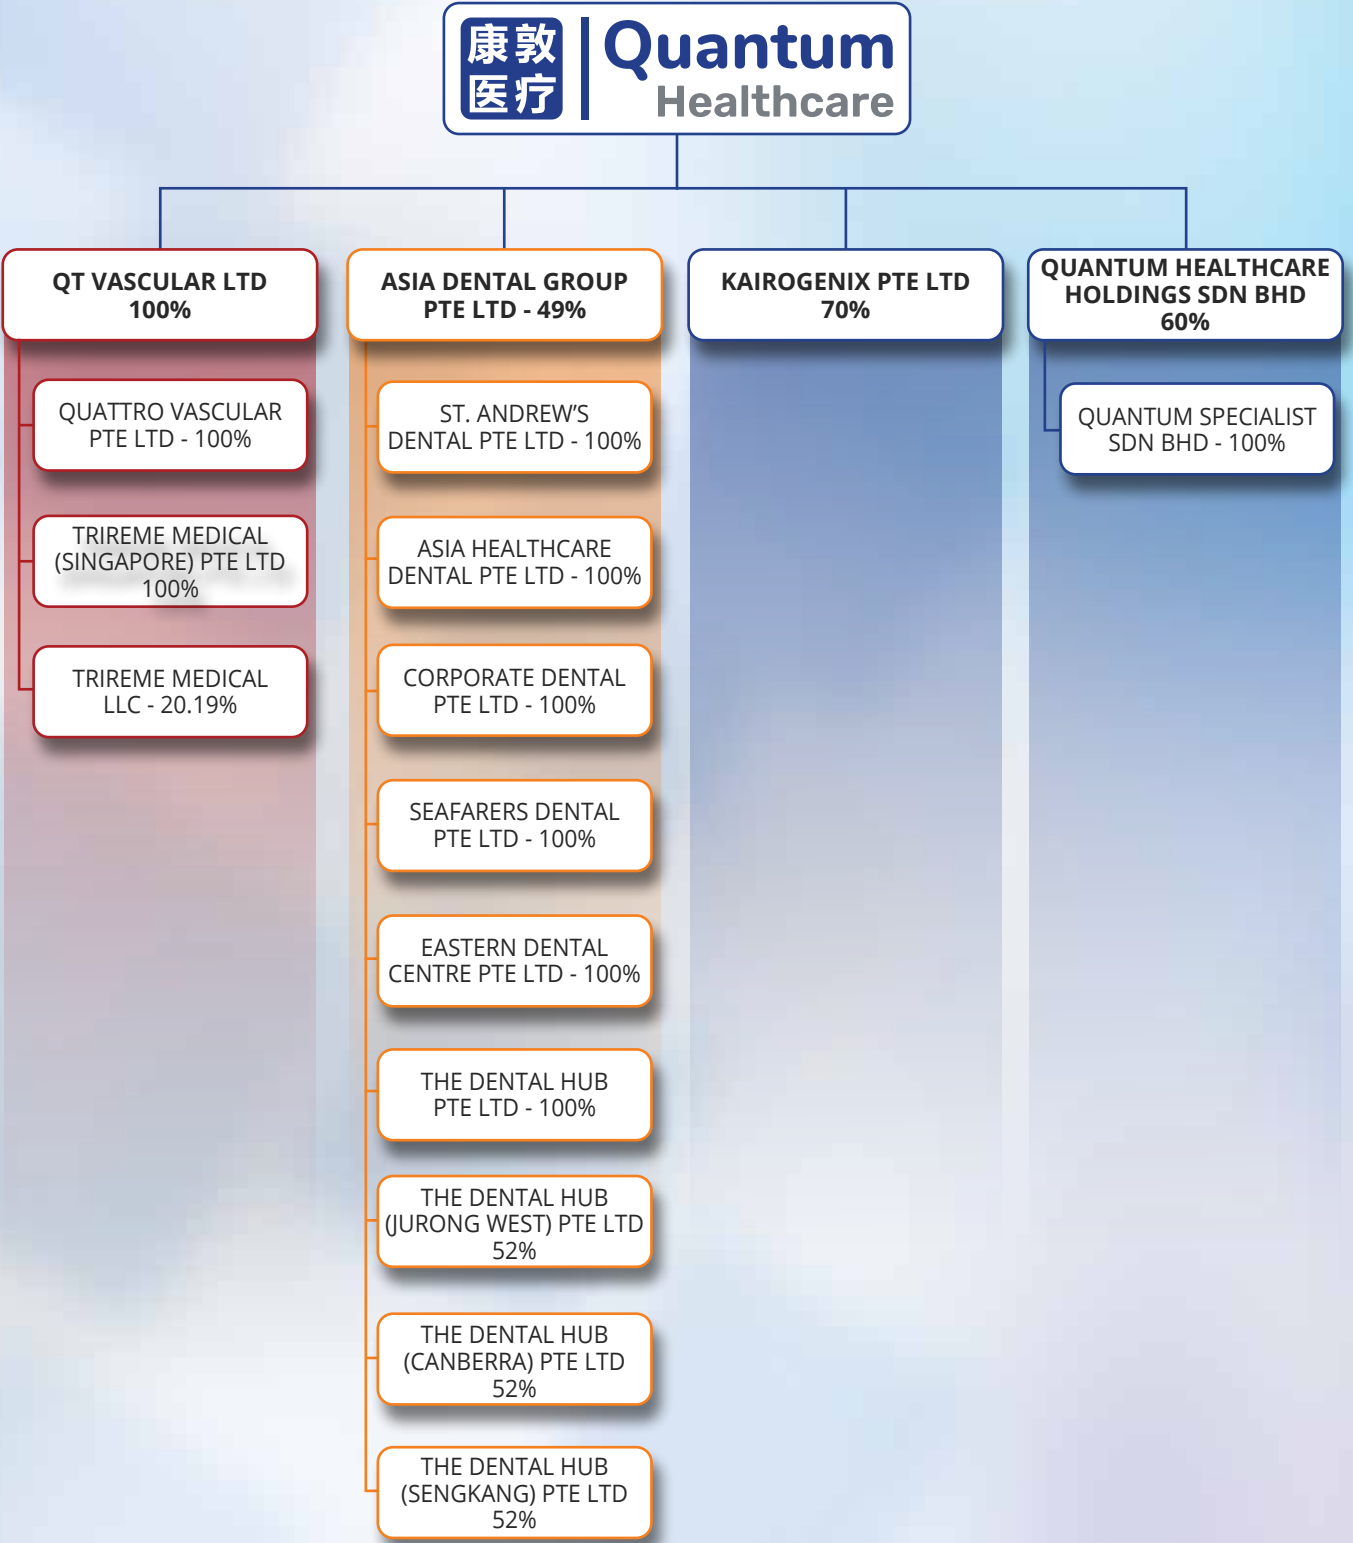 康敦
医疗
Quantum
Healthcare
QT VASCULAR LTD
100%
QUATTRO VASCULAR
PTE LTD - 100%
TRIREME MEDICAL
(SINGAPORE) PTE LTD
100%
TRIREME MEDICAL
LLC - 20.19%
ASIA DENTAL GROUP
PTE LTD - 49%
ST. ANDREW’S
DENTAL PTE LTD - 100%
ASIA HEALTHCARE
DENTAL PTE LTD - 100%
CORPORATE DENTAL
PTE LTD - 100%
SEAFARERS DENTAL
PTE LTD - 100%
EASTERN DENTAL
CENTRE PTE LTD - 100%
THE DENTAL HUB
PTE LTD - 100%
THE DENTAL HUB
(JURONG WEST) PTE LTD
52%
THE DENTAL HUB
(CANBERRA) PTE LTD
52%
THE DENTAL HUB
(SENGKANG) PTE LTD
52%
KAIROGENIX PTE LTD
70%
QUANTUM HEALTHCARE
HOLDINGS SDN BHD
60%
QUANTUM SPECIALIST
SDN BHD - 100%